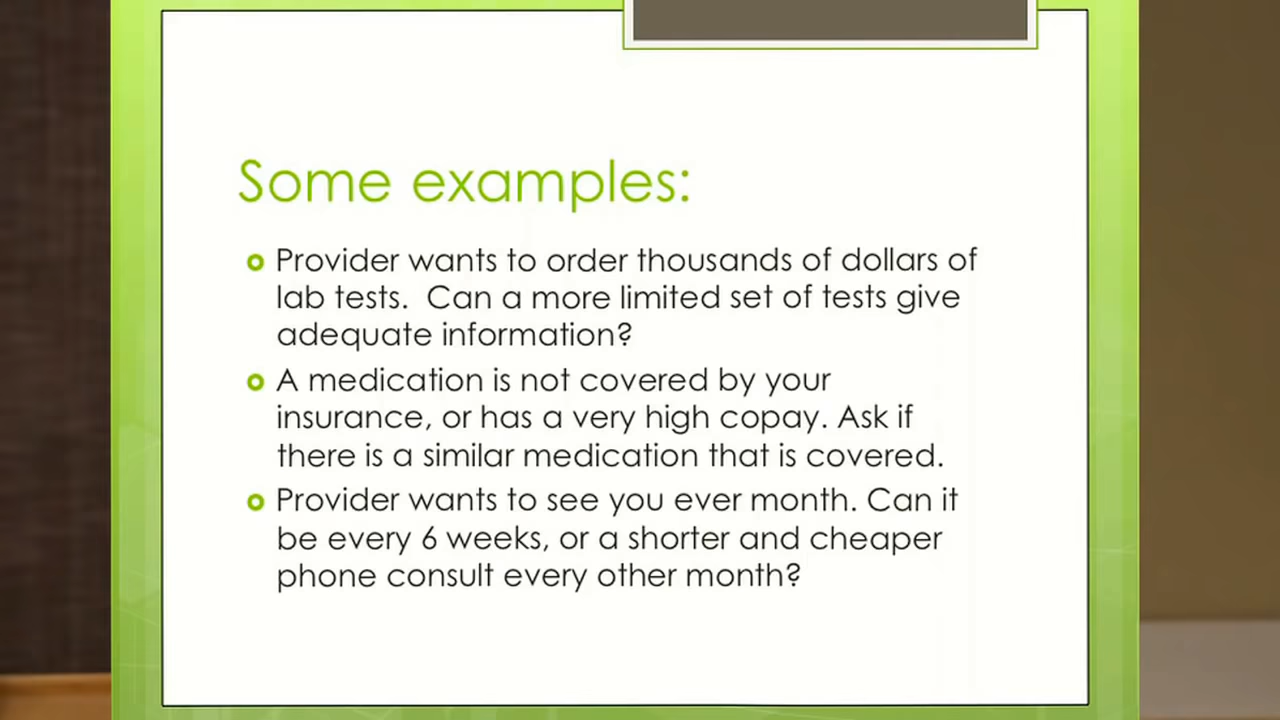 Some examples:
Provider wants to order thousands of dollars of
lab tests.  Can a more limited set of tests give
adequate information?
A medication is not covered by your
insurance, or has a very high copay. Ask if
there is a similar medication that is covered.
Provider wants to see you ever month. Can it
be every 6 weeks, or a shorter and cheaper
phone consult every other month?